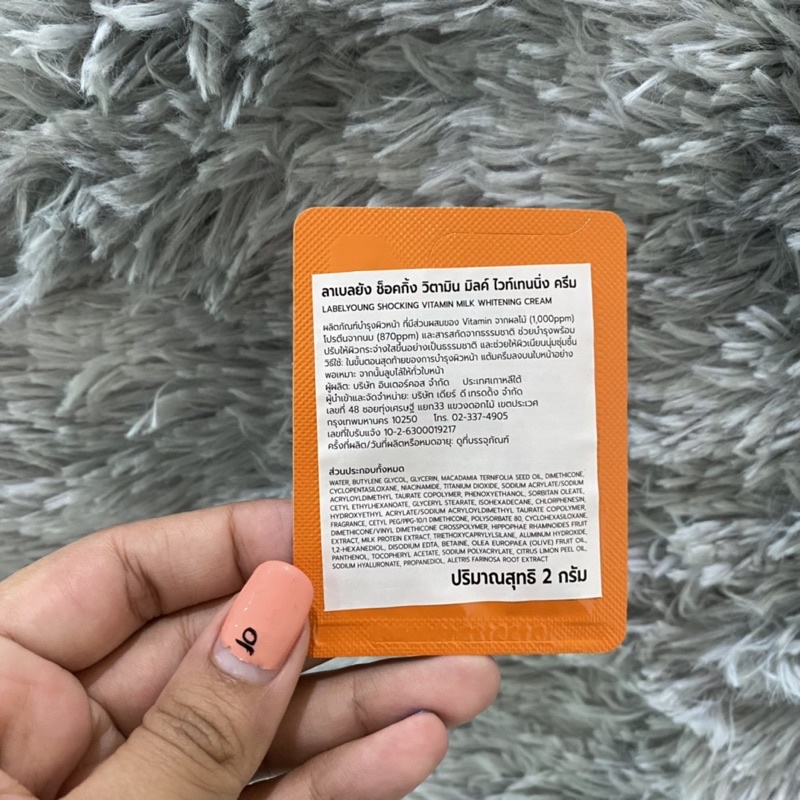 ลาเบลยัง ช็อคกิ้ง วิตามิน มิลค์ ไวท์เทนนิ่ง ครีม
LABELYOUNG SHOCKING VITAMIN MILK WHITENING CREAM
ผลิตภัณฑ์บำรุงผิวหน้า ที่มีส่วนผสมของ Vitamin จากผลไม้ (1,000ppm)
โปรตีนจากนม (870ppm) และสารสกัดจากธรรมชาติ ช่วยบำรุงพร้อม
ปรับให้ผิวกระจ่างใสขึ้นอย่างเป็นธรรมชาติ และช่วยให้ผิวเนียนนุ่มชุ่มชื้น
วิธีใช้: ในขั้นตอนสุดท้ายของการบำรุงผิวหน้า แต้มครีมลงบนใบหน้าอย่าง
พอเหมาะ จากนั้นลูบไล้ให้ทั่วใบหน้า
ผู้ผลิต: บริษัท อินเตอร์คอส จำกัด ประเทศเกาหลีใต้
ผู้นำเข้าและจัดจำหน่าย: บริษัท เดียร์ ดี เทรดดิ้ง จำกัด
เลขที่ 48 ซอยทุ่งเศรษฐี แยก33 แขวงดอกไม้ เขตประเวศ
กรุงเทพมหานคร 10250 โทร. 02-337-4905
เลขที่ใบรับแจ้ง 10-2-6300019217
ครั้งที่ผลิต/วันที่ผลิตหรือหมดอายุ: ดูที่บรรจุภัณฑ์
ส่วนประกอบทั้งหมด
WATER, BUTYLENE GLYCOL, GLYCERIN, MACADAMIA TERNIFOLIA SEED OIL, DIMETHICONE,
CYCLOPENTASILOXANE, NIACINAMIDE, TITANIUM DIOXIDE, SODIUM ACRYLATE/SODIUM
ACRYLOYLDIMETHYL TAURATE COPOLYMER, PHENOXYETHANOL, SORBITAN OLEATE,
CETYL ETHYLHEXANOATE, GLYCERYL STEARATE, ISOHEXADECANE, CHLORPHENESIN,
HYDROXYETHYL ACRYLATE/SODIUM ACRYLOYLDIMETHYL TAURATE COPOLYMER,
FRAGRANCE, CETYL PEG/PPG-10/1 DIMETHICONE, POLYSORBATE 80, CYCLOHEXASILOXANE,
DIMETHICONE/VINYL DIMETHICONE CROSSPOLYMER, HIPPOPHAE RHAMNOIDES FRUIT
EXTRACT, MILK PROTEIN EXTRACT, TRIETHOXYCAPRYLYLSILANE, ALUMINUM HYDROXIDE,
1,2-HEXANEDIOL, DISODIUM EDTA, BETAINE, OLEA EUROPAEA (OLIVE) FRUIT OIL,
PANTHENOL, TOCOPHERYL ACETATE, SODIUM POLYACRYLATE, CITRUS LIMON PEEL OIL,
SODIUM HYALURONATE, PROPANEDIOL, ALETRIS FARINOSA ROOT EXTRACT
ปริมาณสุทธิ 2 กรัม